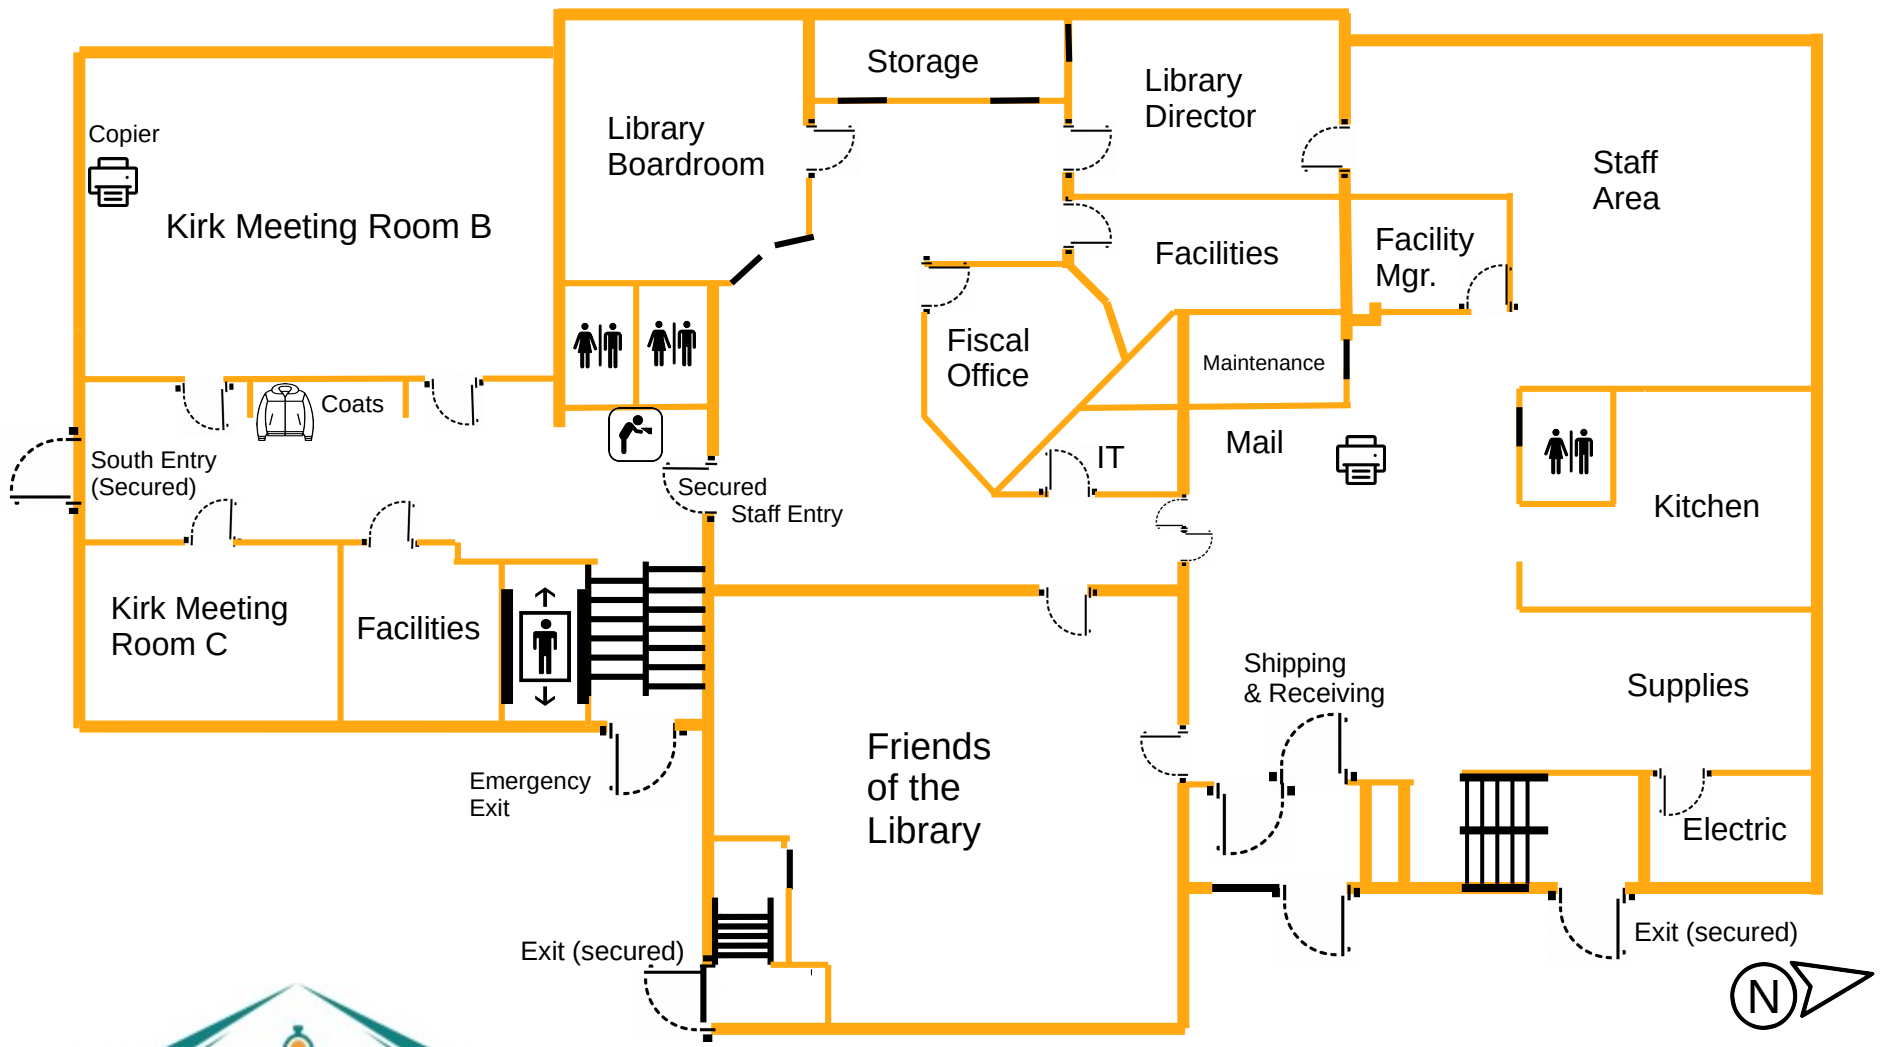 Storage
Library
Director
Copier
Library
Boardroom
Staff
Area
Kirk Meeting Room B
Facilities
Facility
Mgr.
Fiscal
Office
Maintenance
Coats
Mail
IT
South Entry
(Secured)
Secured
Staff Entry
Kitchen
Kirk Meeting
Room C
Facilities
Shipping
& Receiving
Supplies
Friends
of the
Library
Emergency
Exit
Electric
Exit (secured)
Exit (secured)
N